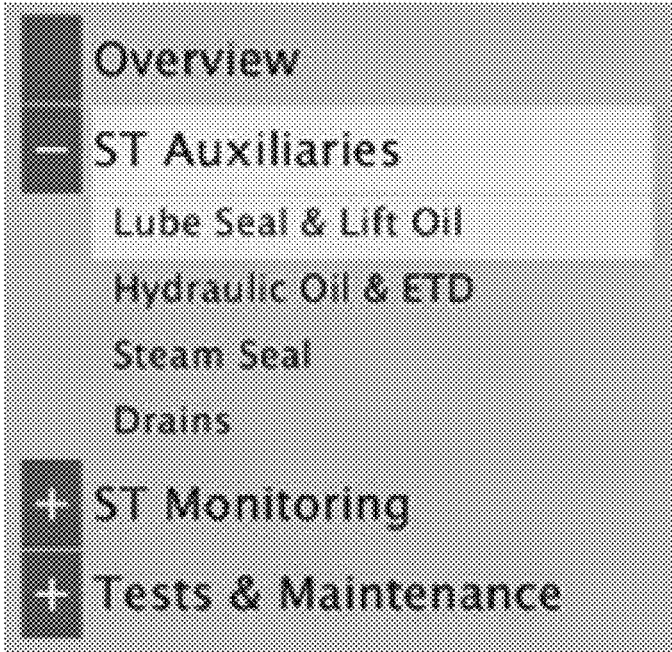 Overview
− ST Auxiliaries
Lube Seal & Lift Oil
Hydraulic Oil & ETD
Steam Seal
Drains
+ ST Monitoring
+ Tests & Maintenance